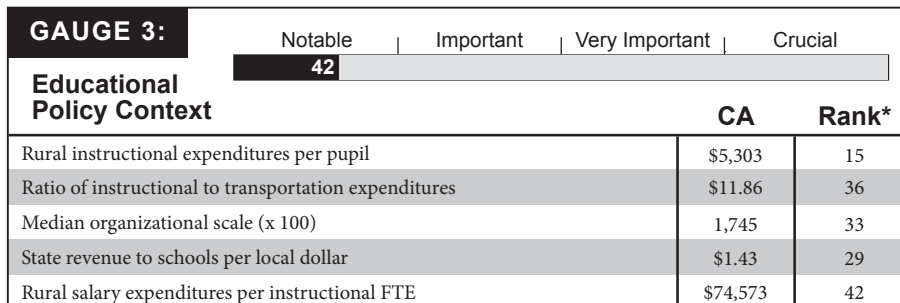 GAUGE 3:
Notable | Important | Very Important | Crucial
42
Educational
Policy Context
CA Rank*
Rural instructional expenditures per pupil $5,303 15
Ratio of instructional to transportation expenditures $11.86 36
Median organizational scale (x 100) 1,745 33
State revenue to schools per local dollar $1.43 29
Rural salary expenditures per instructional FTE $74,573 42